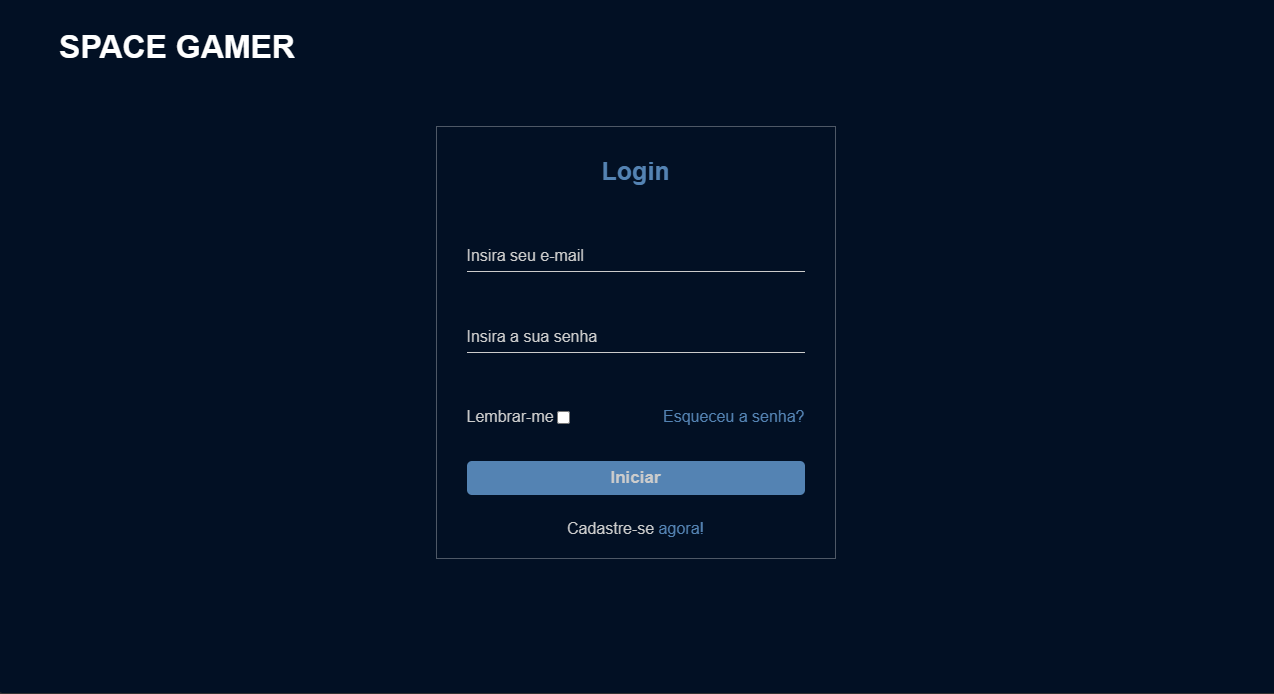 SPACE GAMER
Login
Insira seu e-mail
Insira a sua senha
Lembrar-me Esqueceu a senha?
Iniciar
Cadastre-se agora!